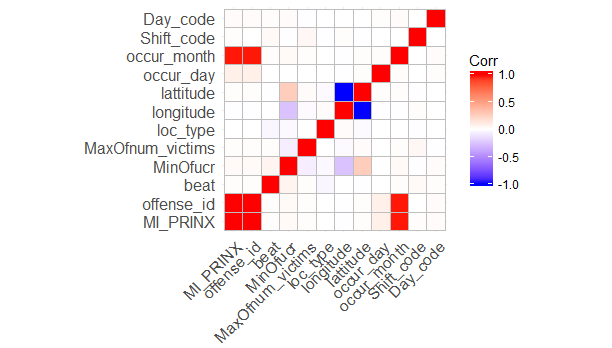 Day_code
Shift_code
occur_month
occur_day
lattitude
longitude
loc_type
MaxOfnum_victims
MinOfucr
beat
offense_id
MI_PRINX
MI_PRINX
offense_id
beat
MinOfucr
MaxOfnum_victims
loc_type
longitude
lattitude
occur_day
occur_month
Shift_code
Day_code
Corr
1.0
0.5
0.0
-0.5
-1.0